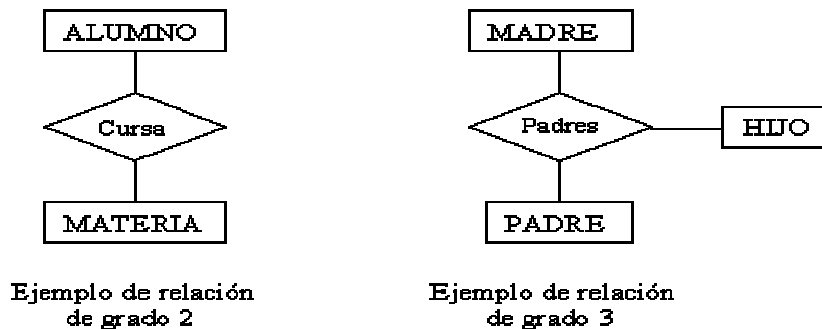 ALUMNO
Cursa
MATERIA
Ejemplo de relación
de grado 2
MADRE
Padres
HIJO
PADRE
Ejemplo de relación
de grado 3